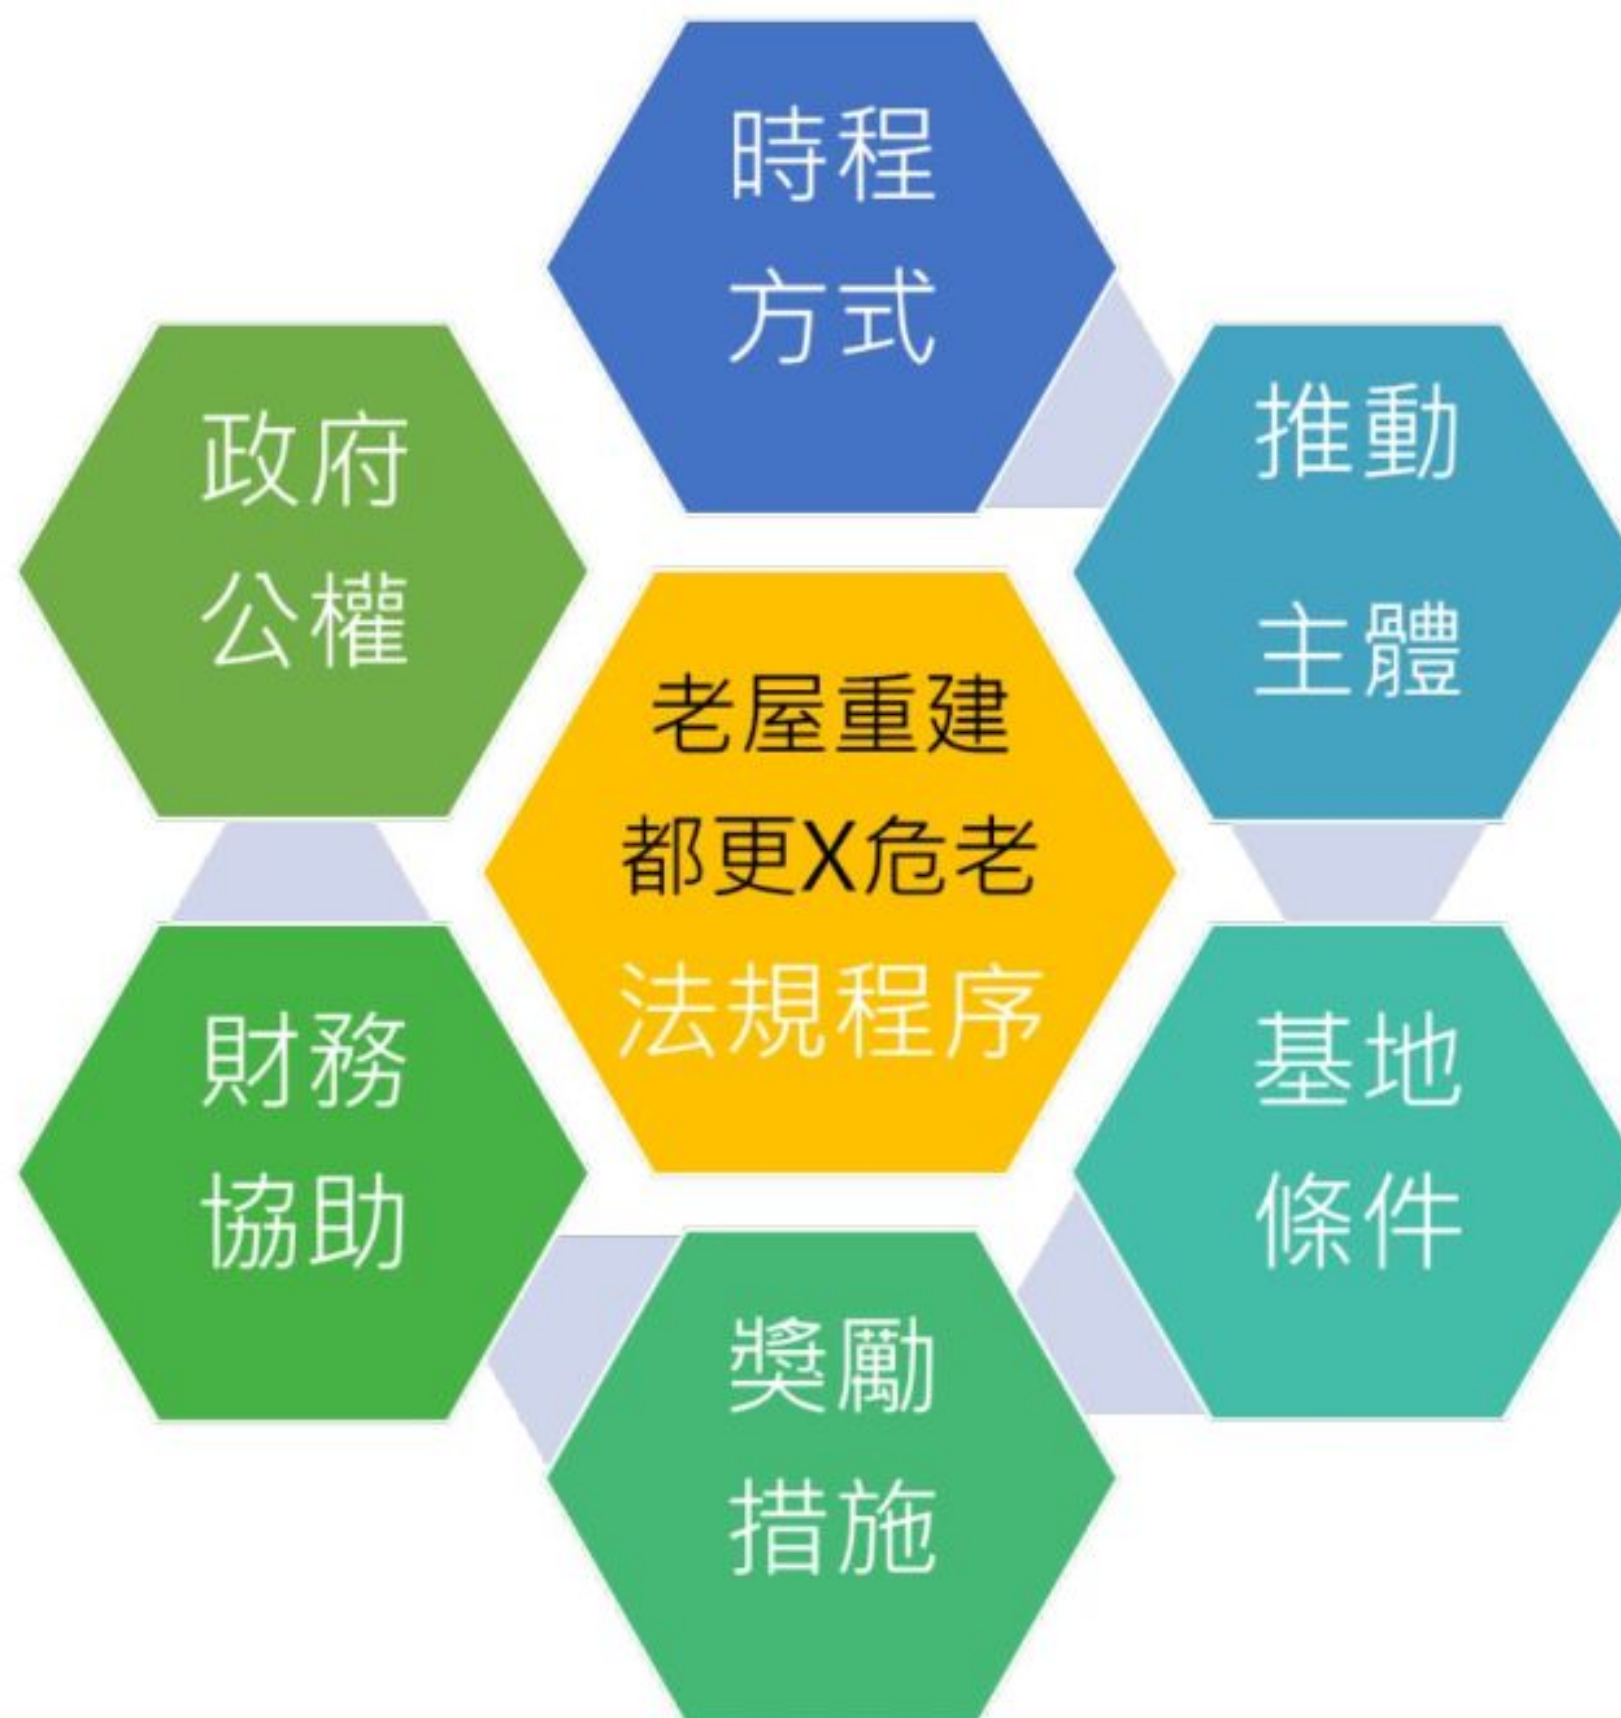 時程
方式
推動
主體
基地
條件
獎勵
措施
財務
協助
政府
公權
老屋重建
都更X危老
法規程序